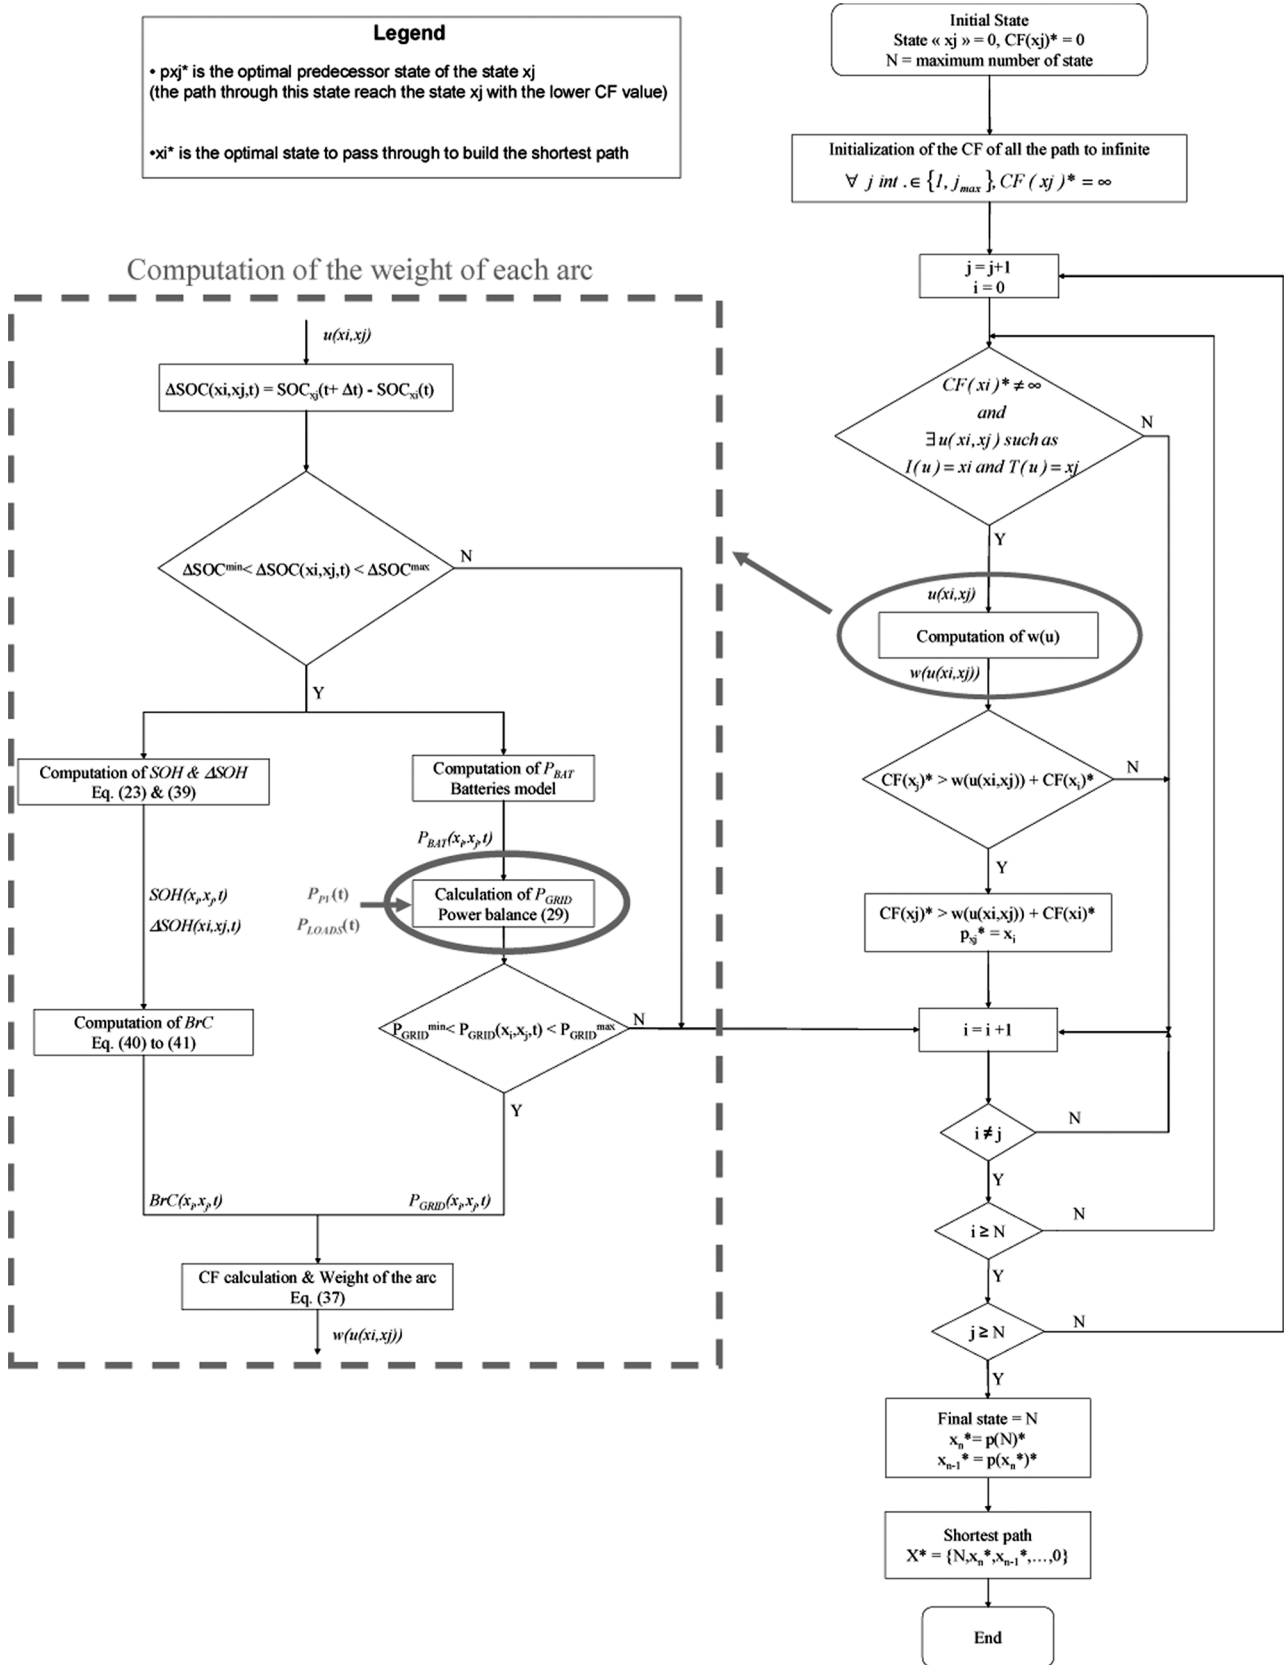 Legend
• pxj* is the optimal predecessor state of the state xj
(the path through this state reach the state xj with the lower CF value)
•xi* is the optimal state to pass through to build the shortest path
Initial State
State « xj » = 0, CF(xj)* = 0
N = maximum number of state
Initialization of the CF of all the path to infinite
∀ j int .∈ {1, jmax }, CF ( xj )* = ∞
j = j+1
i = 0
CF( xi )* ≠ ∞
and
∃ u( xi, xj ) such as
I(u) = xi and T(u) = xj
N
Y
u(xi,xj)
Computation of w(u)
w(u(xi,xj))
CF(xj)* > w(u(xi,xj)) + CF(xi)*
N
Y
CF(xj)* > w(u(xi,xj)) + CF(xi)*
pxj* = xi
i = i +1
i ≠ j
N
Y
i ≥ N
N
Y
j ≥ N
N
Y
Final state = N
xn*= p(N)*
xn-1* = p(xn*)*
Shortest path
X* = {N,xn*,xn-1*,…,0}
End
Computation of the weight of each arc
u(xi,xj)
ΔSOC(xi,xj,t) = SOCxj(t+ Δt) - SOCxi(t)
ΔSOCmin< ΔSOC(xi,xj,t) < ΔSOCmax
N
Y
Computation of SOH & ΔSOH
Eq. (23) & (39)
SOH(xi,xj,t)
ΔSOH(xi,xj,t)
Computation of BrC
Eq. (40) to (41)
BrC(xi,xj,t)
Computation of PBAT
Batteries model
PBAT(xi,xj,t)
PPV(t)
PLOADS(t)
Calculation of PGRID
Power balance (29)
PGRIDmin< PGRID(xi,xj,t) < PGRIDmax
N
Y
PGRID(xi,xj,t)
CF calculation & Weight of the arc
Eq. (37)
w(u(xi,xj))